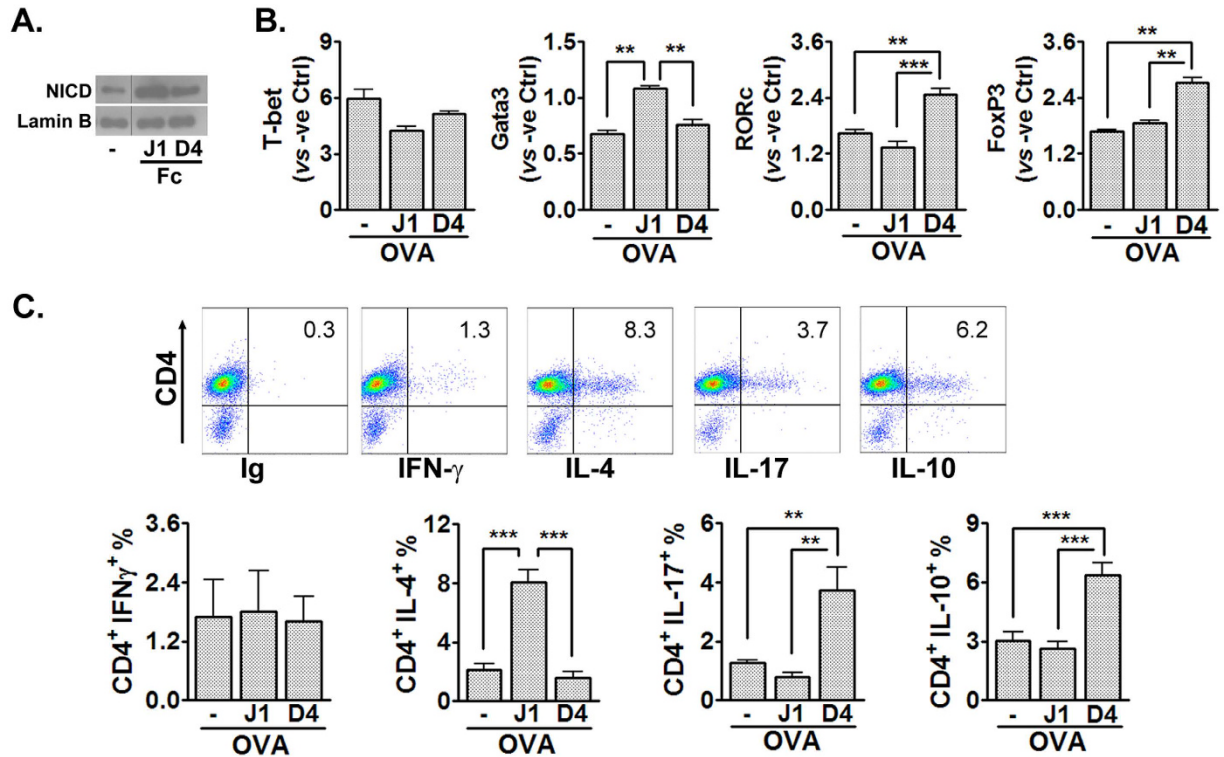 A.
NICD
Lamin B
- J1 D4
Fc
B.
T-bet
(vs -ve Ctrl)
9
6
3
0
- J1 D4
OVA
Gata3
(vs -ve Ctrl)
1.5
1.0
0.5
0.0
** **
- J1 D4
OVA
RORc
(vs -ve Ctrl)
3.6
2.4
1.2
0
**
***
- J1 D4
OVA
FoxP3
(vs -ve Ctrl)
3.6
2.4
1.2
0
**
**
- J1 D4
OVA
C.
CD4
0.3
Ig
1.3
IFN-γ
8.3
IL-4
3.7
IL-17
6.2
IL-10
CD4⁺ IFNγ⁺ %
3.6
2.4
1.2
0.0
- J1 D4
OVA
CD4⁺ IL-4⁺ %
12
8
4
0
*** ***
- J1 D4
OVA
CD4⁺ IL-17⁺ %
6
4
2
0
**
**
- J1 D4
OVA
CD4⁺ IL-10⁺ %
9
6
3
0
***
***
- J1 D4
OVA